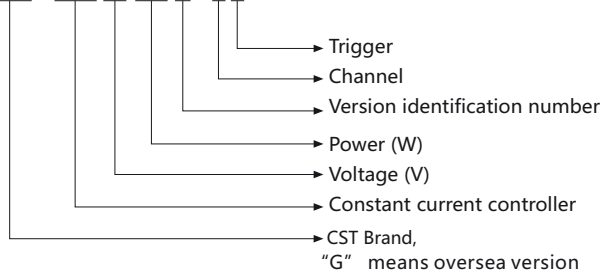 Trigger
Channel
Version identification number
Power (W)
Voltage (V)
Constant current controller
CST Brand,
“G” means oversea version